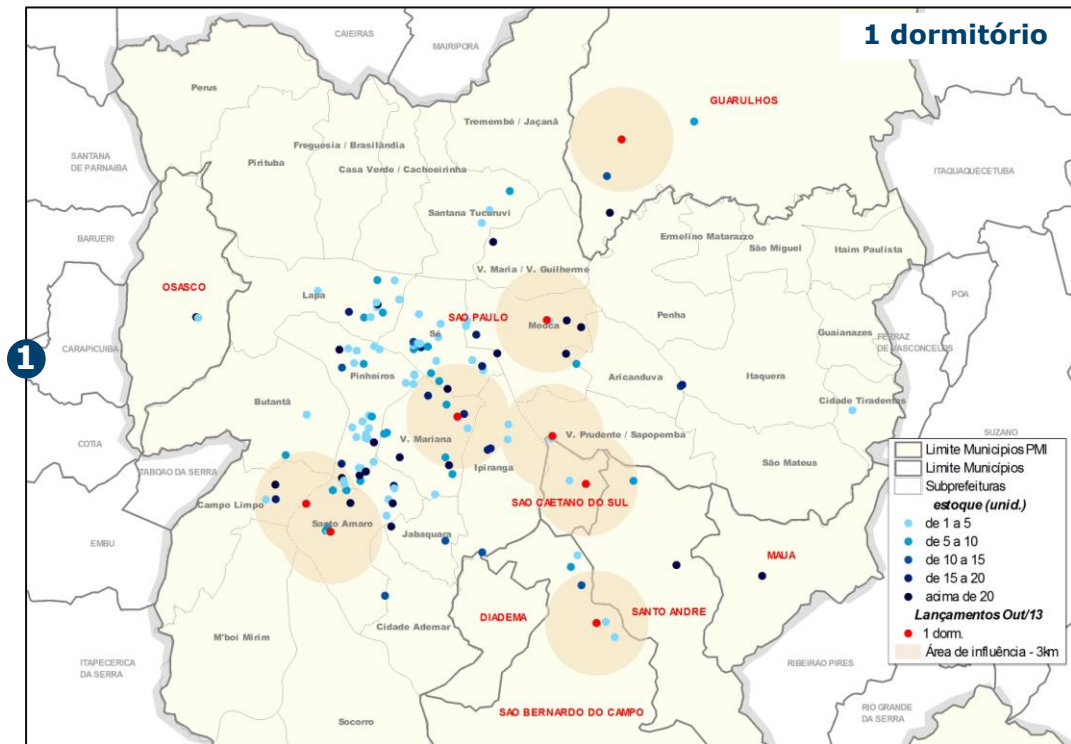 1 dormitório
CAIEIRAS
MAIRIPORA
Perus
GUARULHOS
Tremembé / Jaçanã
Freguesia / Brasilândia
SANTANA
DE PARNAIBA
Pirituba
Casa Verde / Cachoeirinha
ITAQUAQUECETUBA
Santana Tucuruvi
Ermelino Matarazzo
São Miguel
Itaim Paulista
BARUERI
V. Maria / V. Guilherme
OSASCO
Lapa
POA
SAO PAULO
Mooca
Penha
Sé
Guaianazes
FERRAZ
DE VASCONCELOS
CARAPICUIBA
1
Pinheiros
Aricanduva
Itaquera
Cidade Tiradentes
Butantã
SUZANO
COTIA
V. Mariana
V. Prudente / Sapopemba
Ipiranga
São Mateus
TABOAO DA SERRA
Campo Limpo
SAO CAETANO DO SUL
Santo Amaro
Jabaquara
EMBU
MAUA
DIADEMA
SANTO ANDRE
Cidade Ademar
M'boi Mirim
ITAPECERICA
DA SERRA
RIBEIRAO PIRES
SAO BERNARDO DO CAMPO
RIO GRANDE
DA SERRA
Socorro
Limite Municipios PMI
Limite Municípios
Subprefeituras
estoque (unid.)
de 1 a 5
de 5 a 10
de 10 a 15
de 15 a 20
acima de 20
Lançamentos Out/13
1 dorm.
Área de influência - 3km